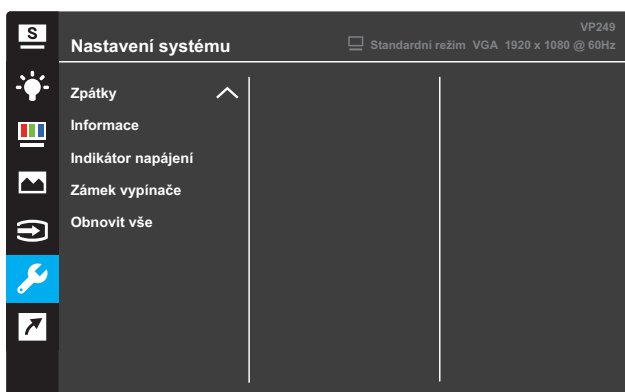 S
VP249
Nastavení systému
Standardní režim VGA 1920 x 1080 @ 60Hz
Zpátky
Informace
Indikátor napájení
Zámek vypínače
Obnovit vše